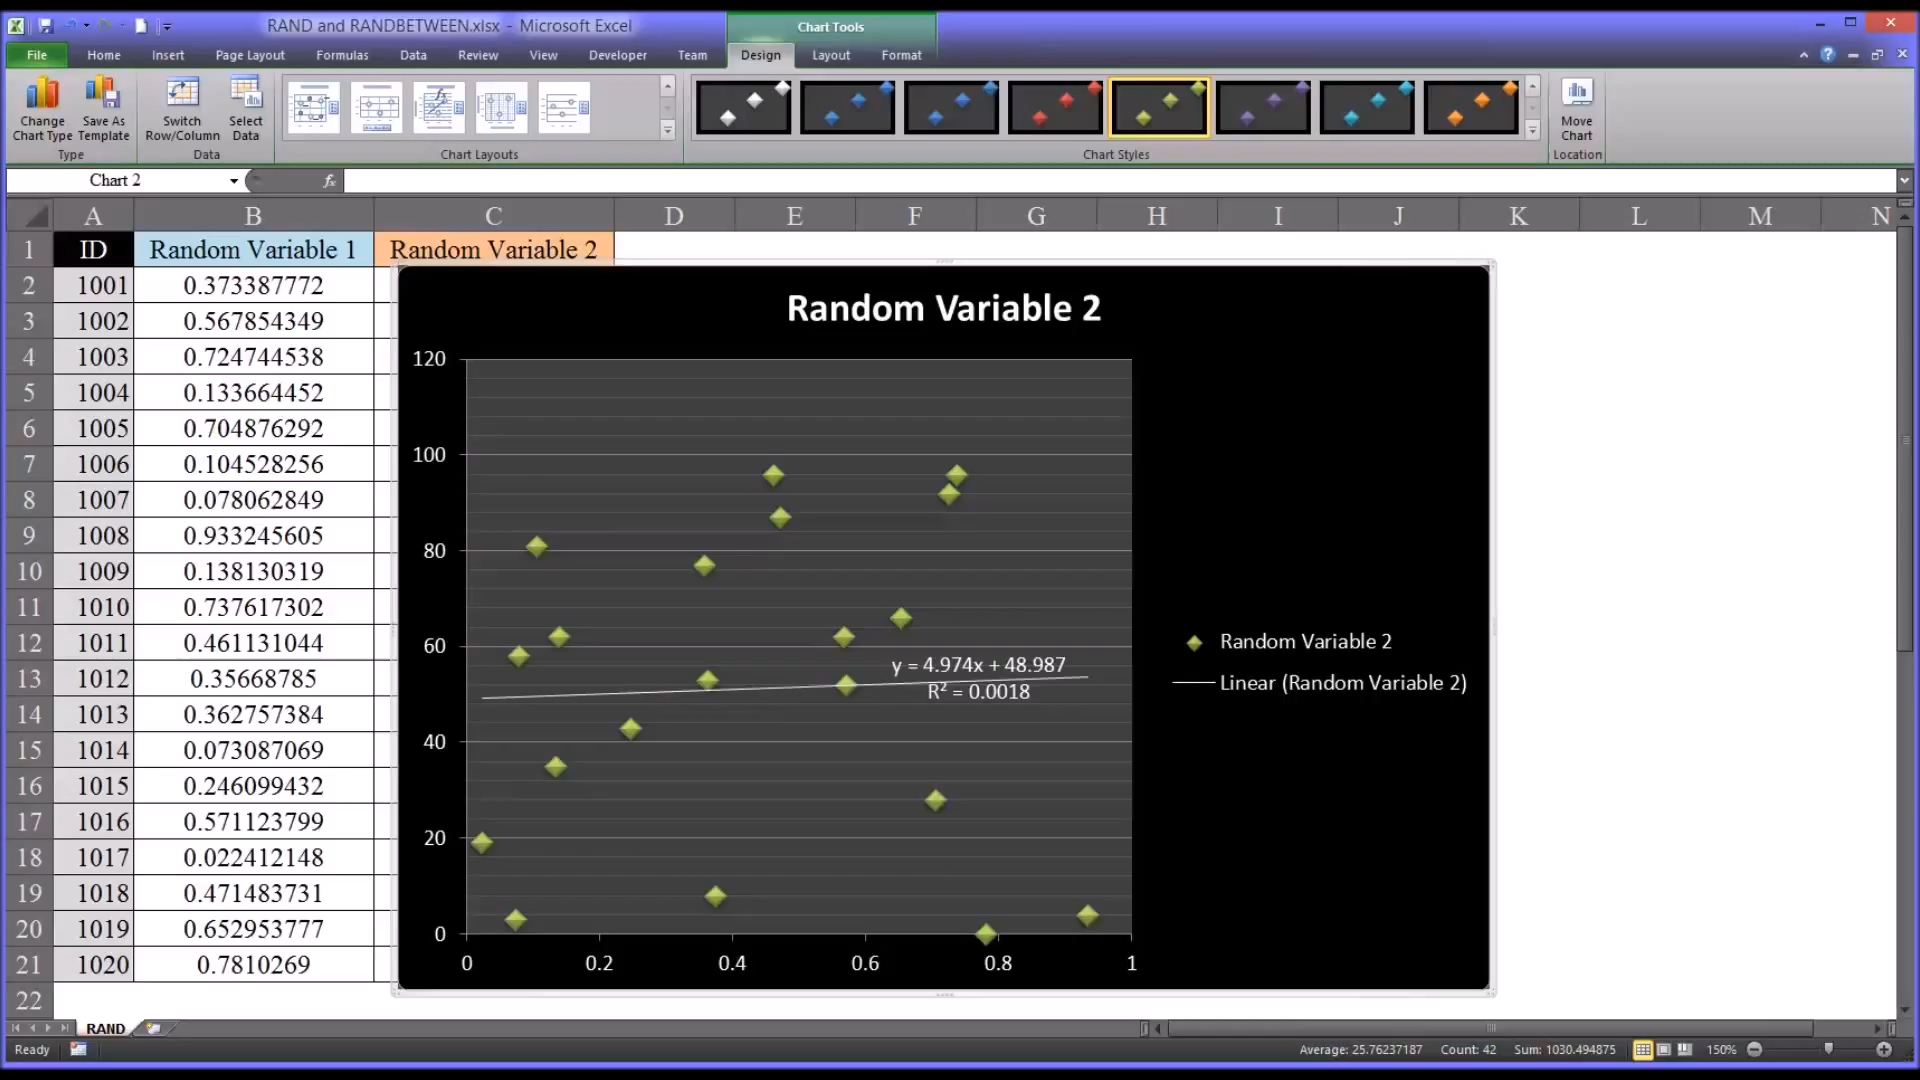 RAND and RANDBETWEEN.xlsx - Microsoft Excel
Chart Tools
File Home Insert Page Layout Formulas Data Review View Developer Team Design Layout Format
Change Chart Type
Save As Template
Switch Row/Column
Select Data
Move Chart
Type Data Chart Layouts Chart Styles Location
Chart 2 fx
A B C D E F G H I J K L M N
1 ID Random Variable 1 Random Variable 2
2 1001 0.373387772
3 1002 0.567854349
4 1003 0.724744538
5 1004 0.133664452
6 1005 0.704876292
7 1006 0.104528256
8 1007 0.078062849
9 1008 0.933245605
10 1009 0.138130319
11 1010 0.737617302
12 1011 0.461131044
13 1012 0.35668785
14 1013 0.362757384
15 1014 0.073087069
16 1015 0.246099432
17 1016 0.571123799
18 1017 0.022412148
19 1018 0.471483731
20 1019 0.652953777
21 1020 0.7810269
22
Random Variable 2
120
100
80
60
40
20
0
0 0.2 0.4 0.6 0.8 1
y = 4.974x + 48.987
R² = 0.0018
Random Variable 2
Linear (Random Variable 2)
RAND
Ready Average: 25.76237187 Count: 42 Sum: 1030.494875 150%